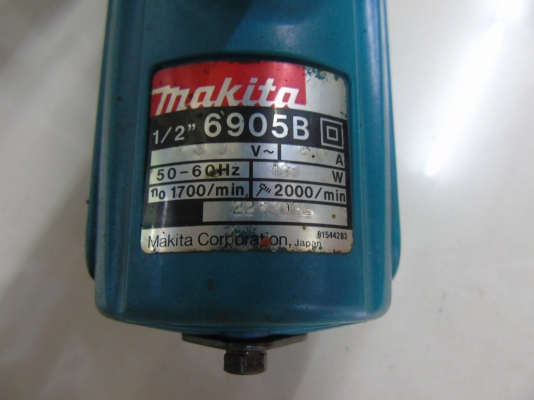 makita
1/2" 6905B
V~ A
50-60Hz W
no 1700/min 2000/min
Makita Corporation, Japan